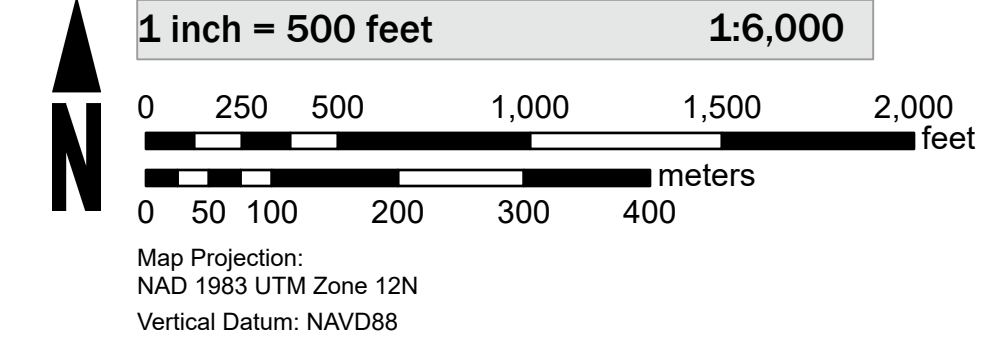 1 inch = 500 feet 1:6,000
N
0 250 500 1,000 1,500 2,000
feet
meters
0 50 100 200 300 400
Map Projection:
NAD 1983 UTM Zone 12N
Vertical Datum: NAVD88